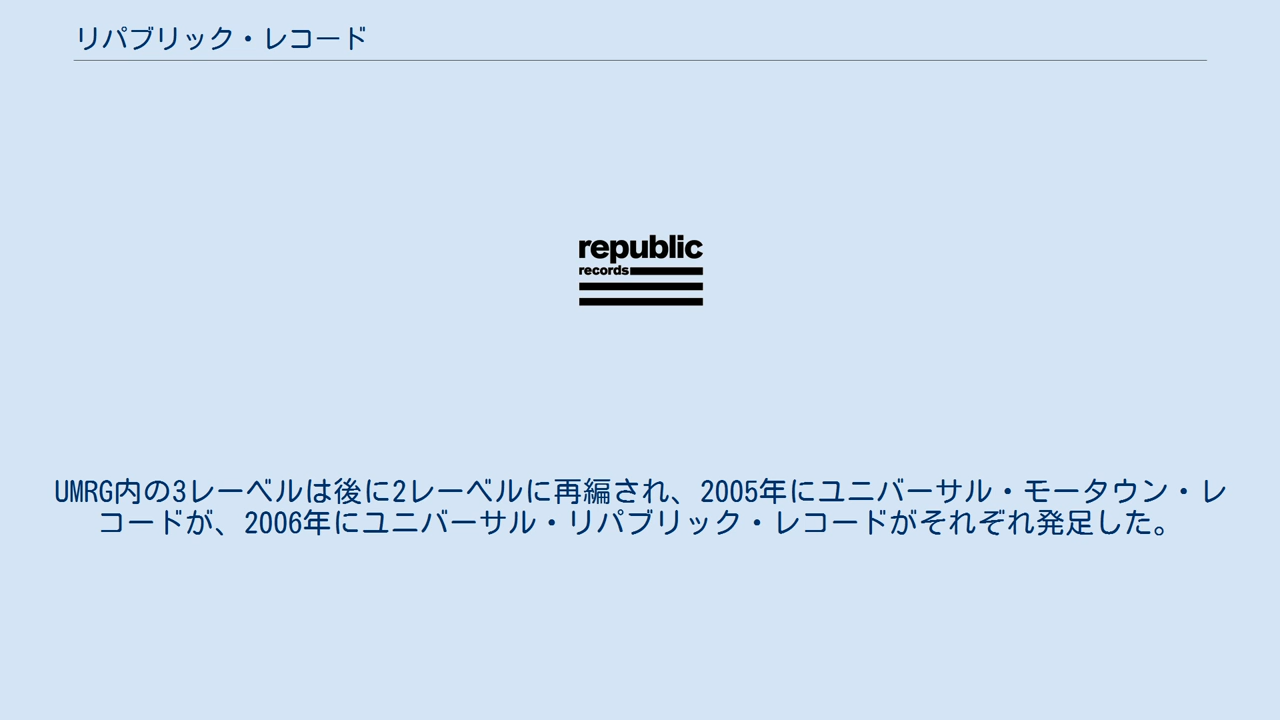 リパブリック・レコード
republic
records
UMRG内の3レーベルは後に2レーベルに再編され、2005年にユニバーサル・モータウン・レ
コードが、2006年にユニバーサル・リパブリック・レコードがそれぞれ発足した。